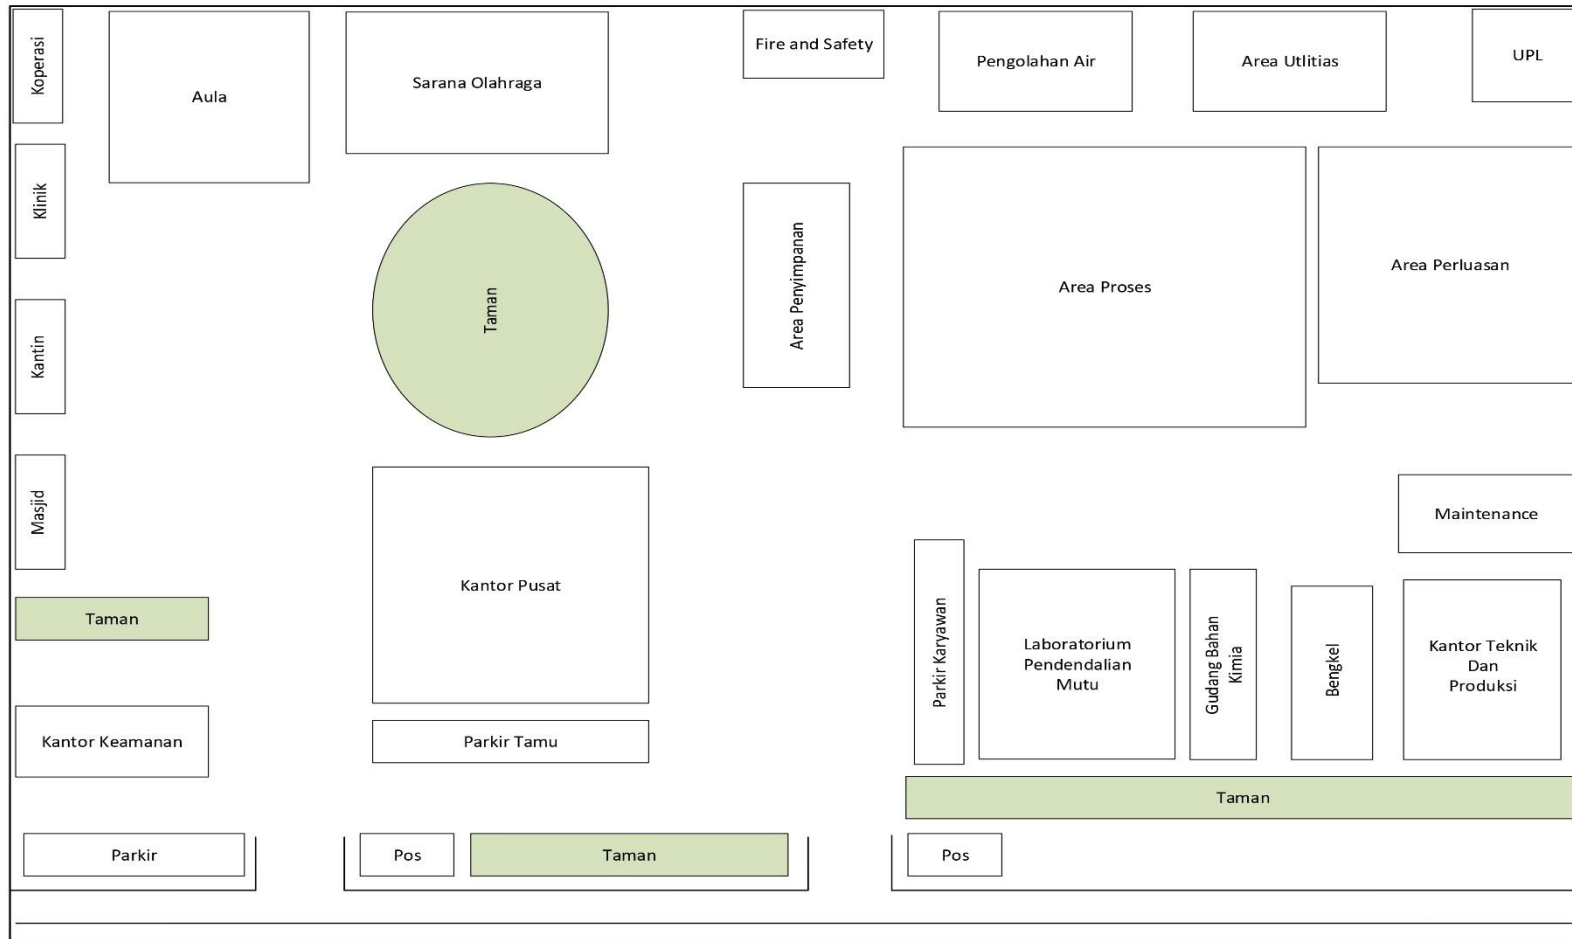 Koperasi
Aula
Sarana Olahraga
Fire and Safety
Pengolahan Air
Area Utlitias
UPL
Klinik
Taman
Area Penyimpanan
Area Proses
Area Perluasan
Kantin
Masjid
Kantor Pusat
Maintenance
Taman
Parkir Karyawan
Laboratorium
Pendendalian
Mutu
Gudang Bahan
Kimia
Bengkel
Kantor Teknik
Dan
Produksi
Kantor Keamanan
Parkir Tamu
Taman
Parkir
Pos
Taman
Pos